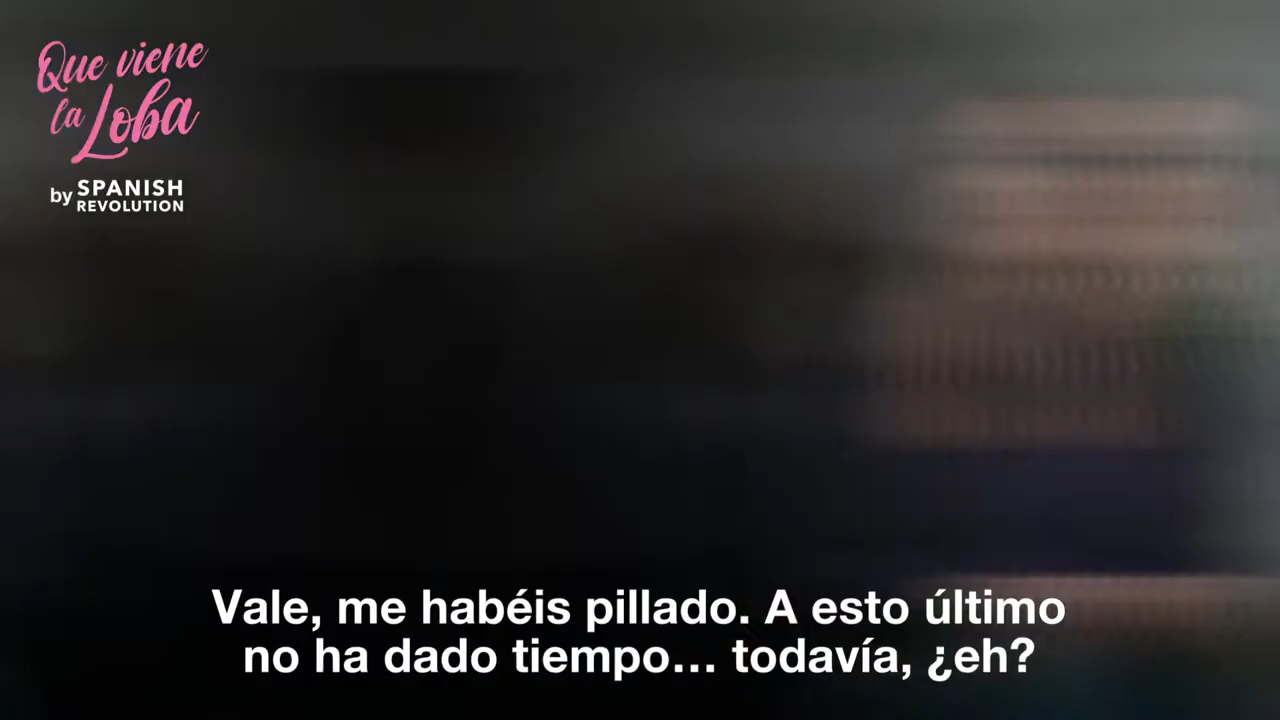 Que viene
la Loba
by SPANISH
REVOLUTION
Vale, me habéis pillado. A esto último
no ha dado tiempo... todavía, ¿eh?